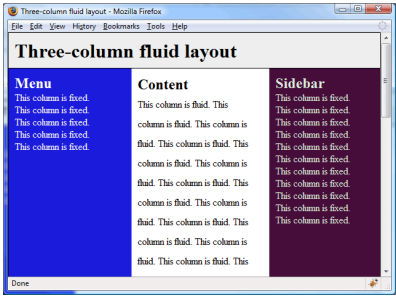 Three-column fluid layout - Mozilla Firefox
File Edit View History Bookmarks Tools Help
Three-column fluid layout
Menu
This column is fixed.
This column is fixed.
This column is fixed.
This column is fixed.
This column is fixed.
Content
This column is fluid. This
column is fluid. This column is
fluid. This column is fluid. This
column is fluid. This column is
fluid. This column is fluid. This
column is fluid. This column is
fluid. This column is fluid. This
column is fluid. This column is
fluid. This column is fluid. This
Sidebar
This column is fixed.
This column is fixed.
This column is fixed.
This column is fixed.
This column is fixed.
This column is fixed.
This column is fixed.
This column is fixed.
This column is fixed.
This column is fixed.
This column is fixed.
Done